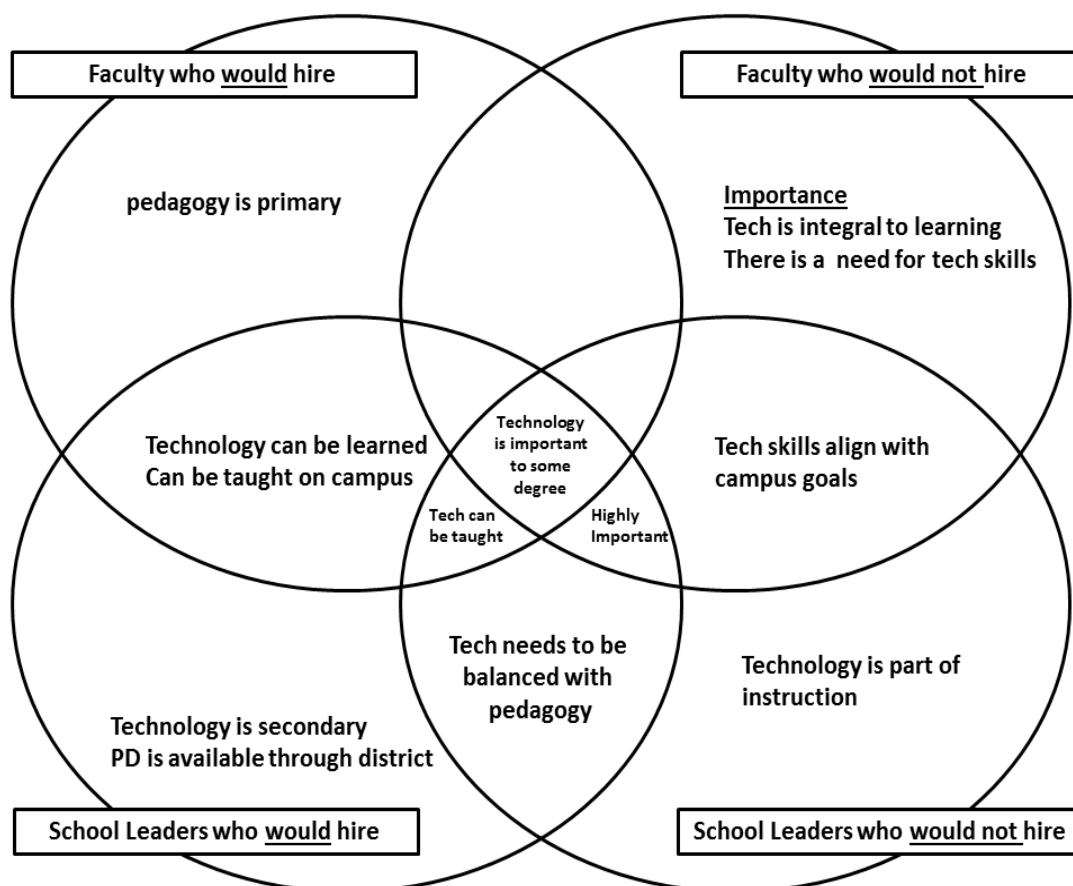 Faculty who would hire
Faculty who would not hire
pedagogy is primary
Importance
Tech is integral to learning
There is a need for tech skills
Technology can be learned
Can be taught on campus
Technology
is important
to some
degree
Tech skills align with
campus goals
Tech can
be taught
Highly
Important
Tech needs to be
balanced with
pedagogy
Technology is part of
instruction
Technology is secondary
PD is available through district
School Leaders who would hire
School Leaders who would not hire